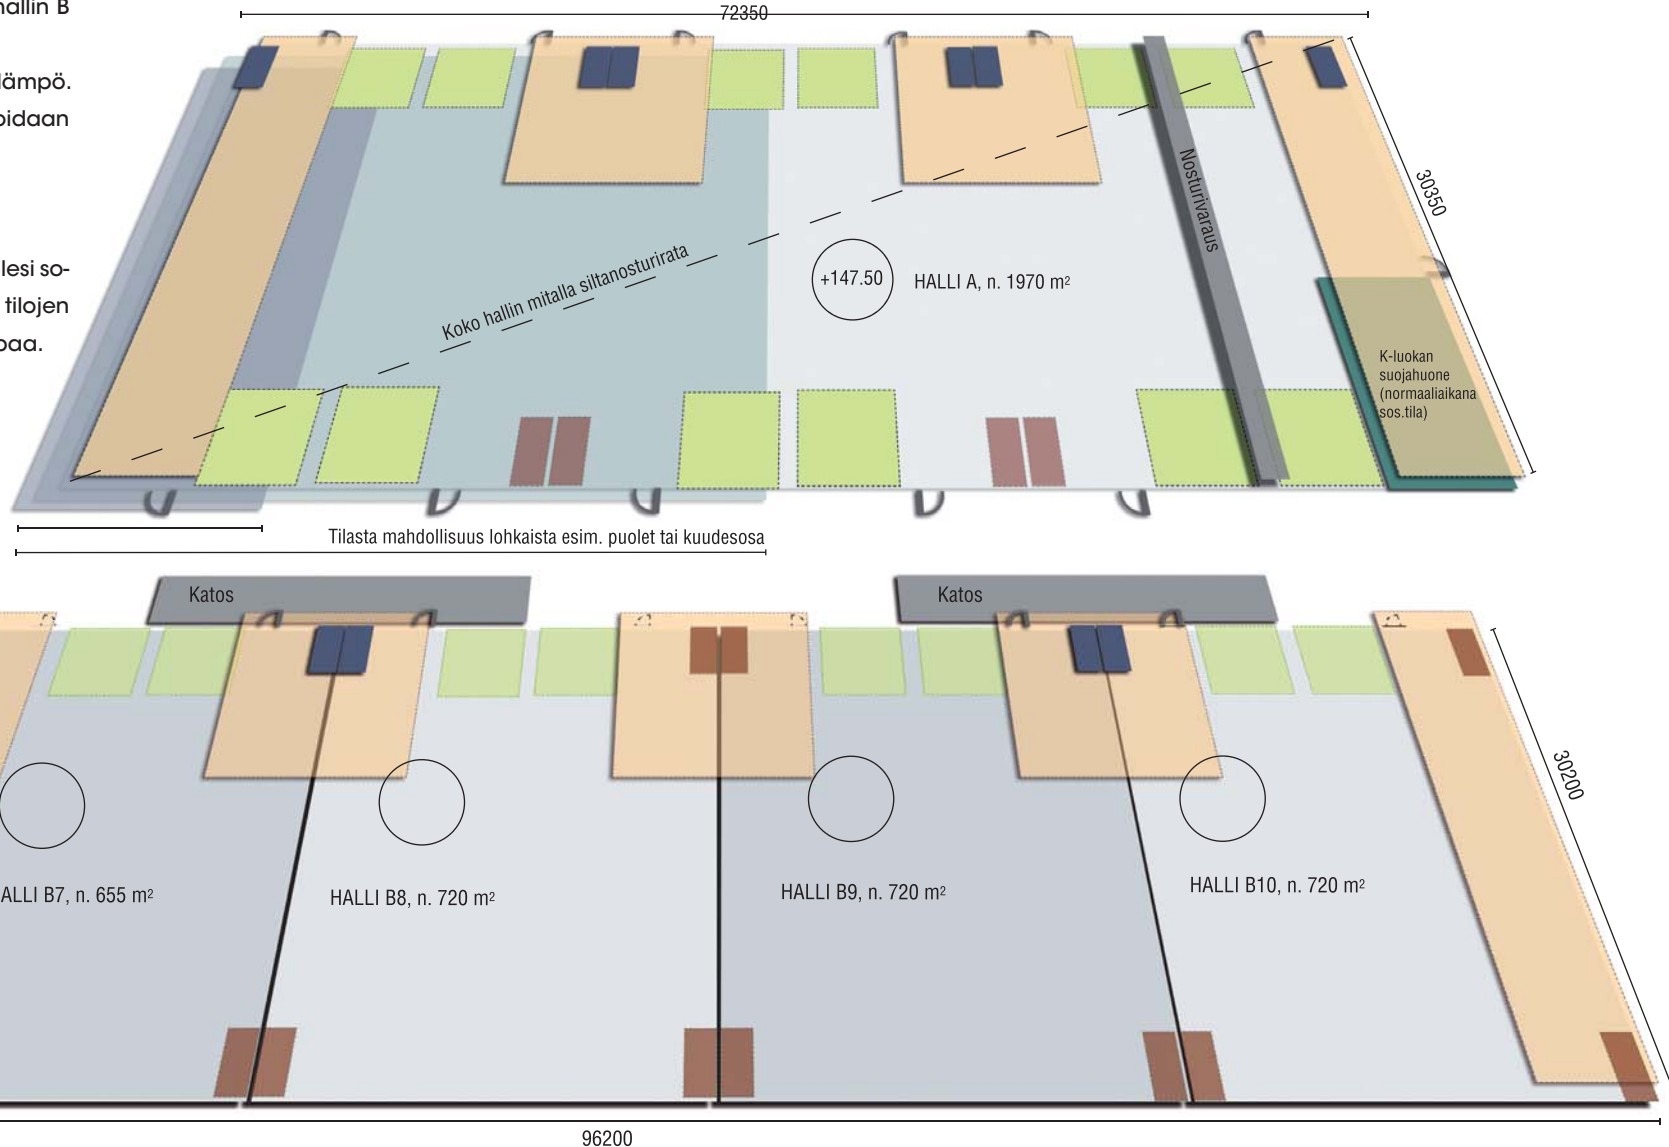 hallin B
lämpö.
oidaan
lesi so-
tilojen
paa.
72350
30350
Nosturivaraus
Koko hallin mitalla siltanosturirata
+147.50
HALLI A, n. 1970 m²
K-luokan
suojahuone
(normaaliaikana
sos.tila)
Tilasta mahdollisuus lohkaista esim. puolet tai kuudesosa
Katos
Katos
30200
ALLI B7, n. 655 m²
HALLI B8, n. 720 m²
HALLI B9, n. 720 m²
HALLI B10, n. 720 m²
96200